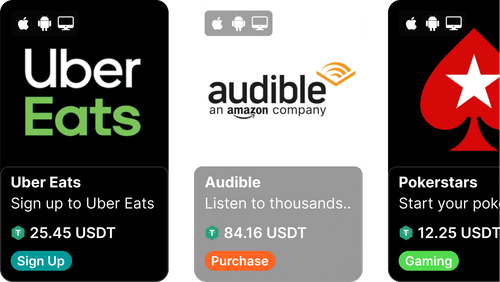 Uber
Eats
Uber Eats
Sign up to Uber Eats
25.45 USDT
Sign Up
audible
an amazon company
Audible
Listen to thousands..
84.16 USDT
Purchase
Pokerstars
Start your pok
12.25 USDT
Gaming